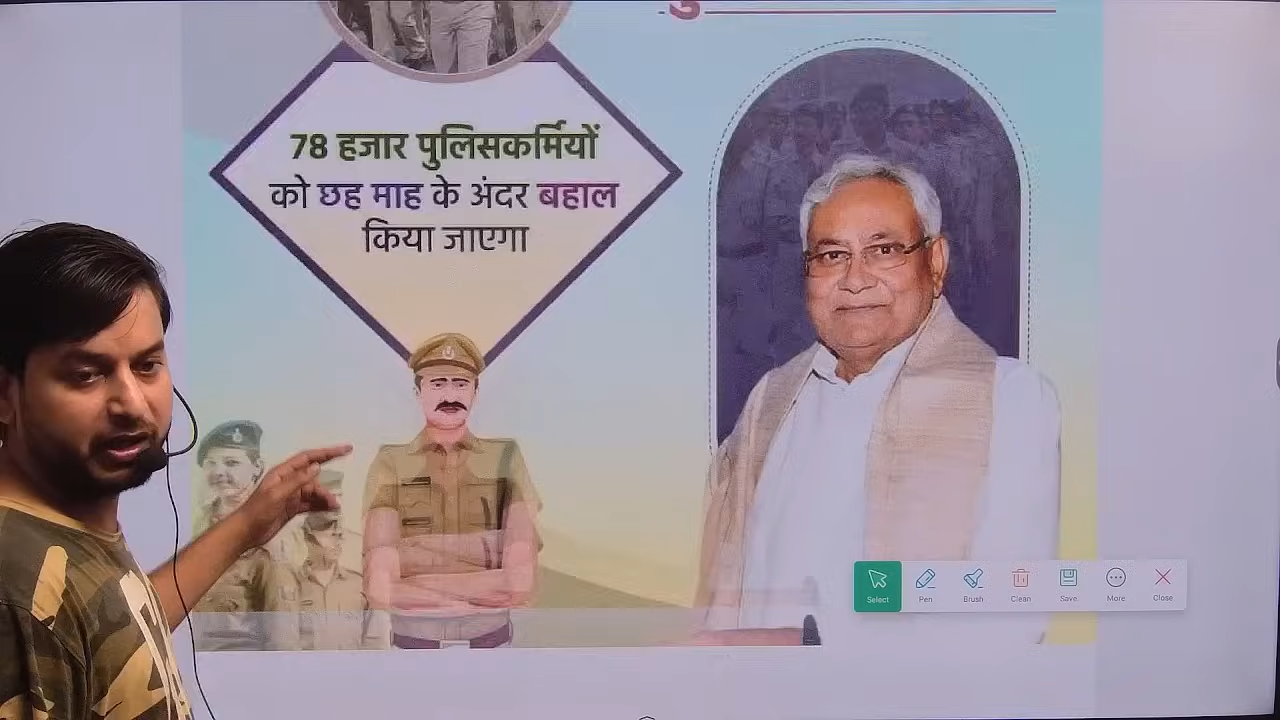 78 हजार पुलिसकर्मियों
को छह माह के अंदर बहाल
किया जाएगा
Select Pen Brush Clean Save More Close